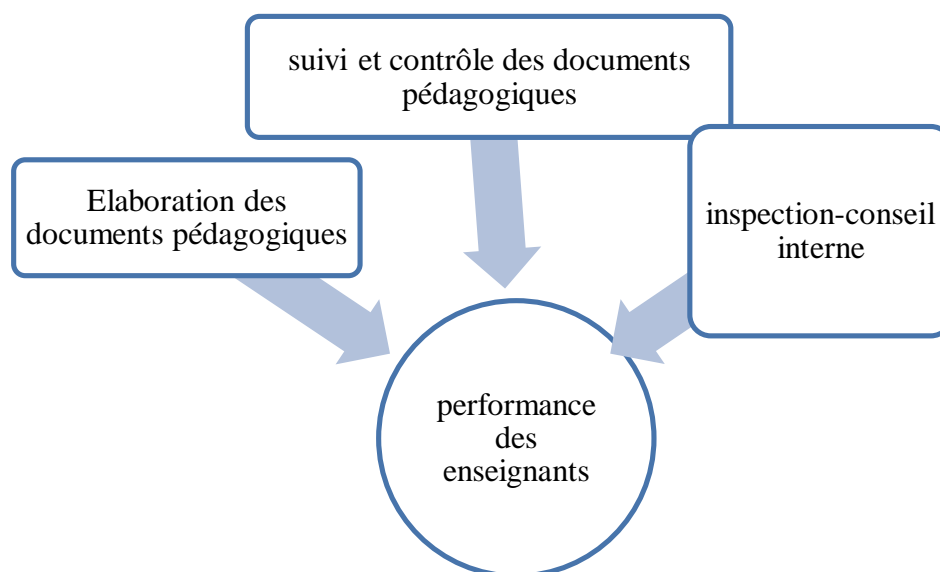 suivi et contrôle des documents
pédagogiques
Elaboration des
documents pédagogiques
inspection-conseil
interne
performance
des
enseignants